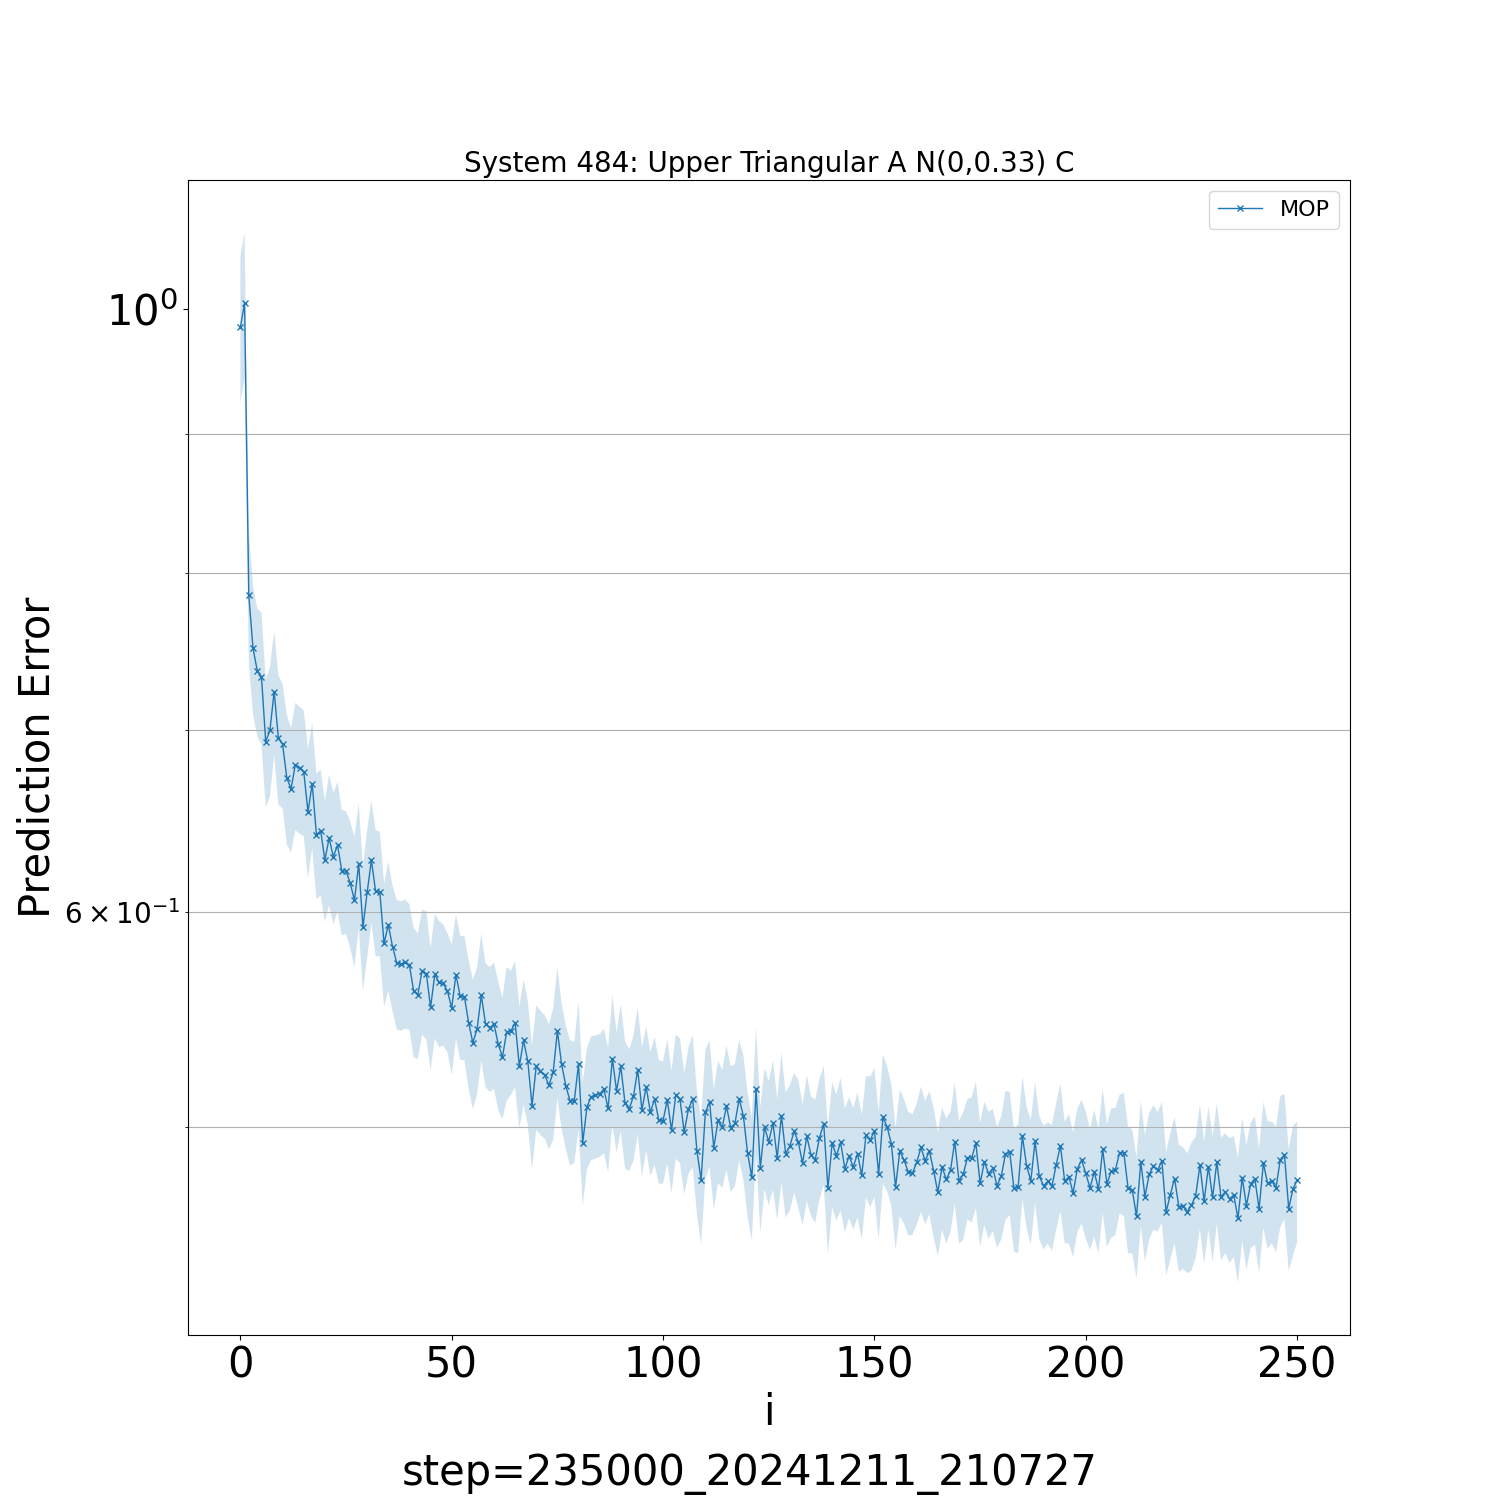 System 484: Upper Triangular A N(0,0.33) C
MOP
10⁰
6 × 10⁻¹
Prediction Error
0 50 100 150 200 250
i
step=235000_20241211_210727